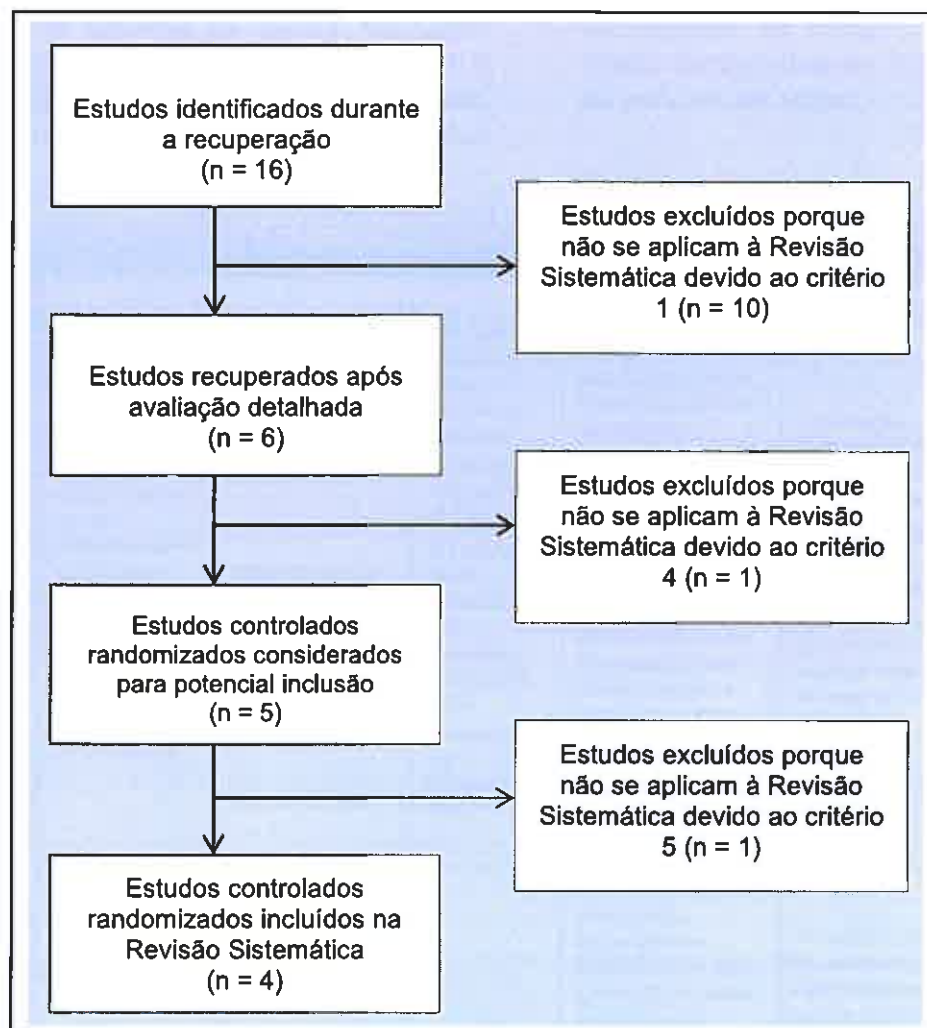 Estudos identificados durante
a recuperação
(n = 16)
Estudos excluídos porque
não se aplicam à Revisão
Sistemática devido ao critério
1 (n = 10)
Estudos recuperados após
avaliação detalhada
(n = 6)
Estudos excluídos porque
não se aplicam à Revisão
Sistemática devido ao critério
4 (n = 1)
Estudos controlados
randomizados considerados
para potencial inclusão
(n = 5)
Estudos excluídos porque
não se aplicam à Revisão
Sistemática devido ao critério
5 (n = 1)
Estudos controlados
randomizados incluídos na
Revisão Sistemática
(n = 4)